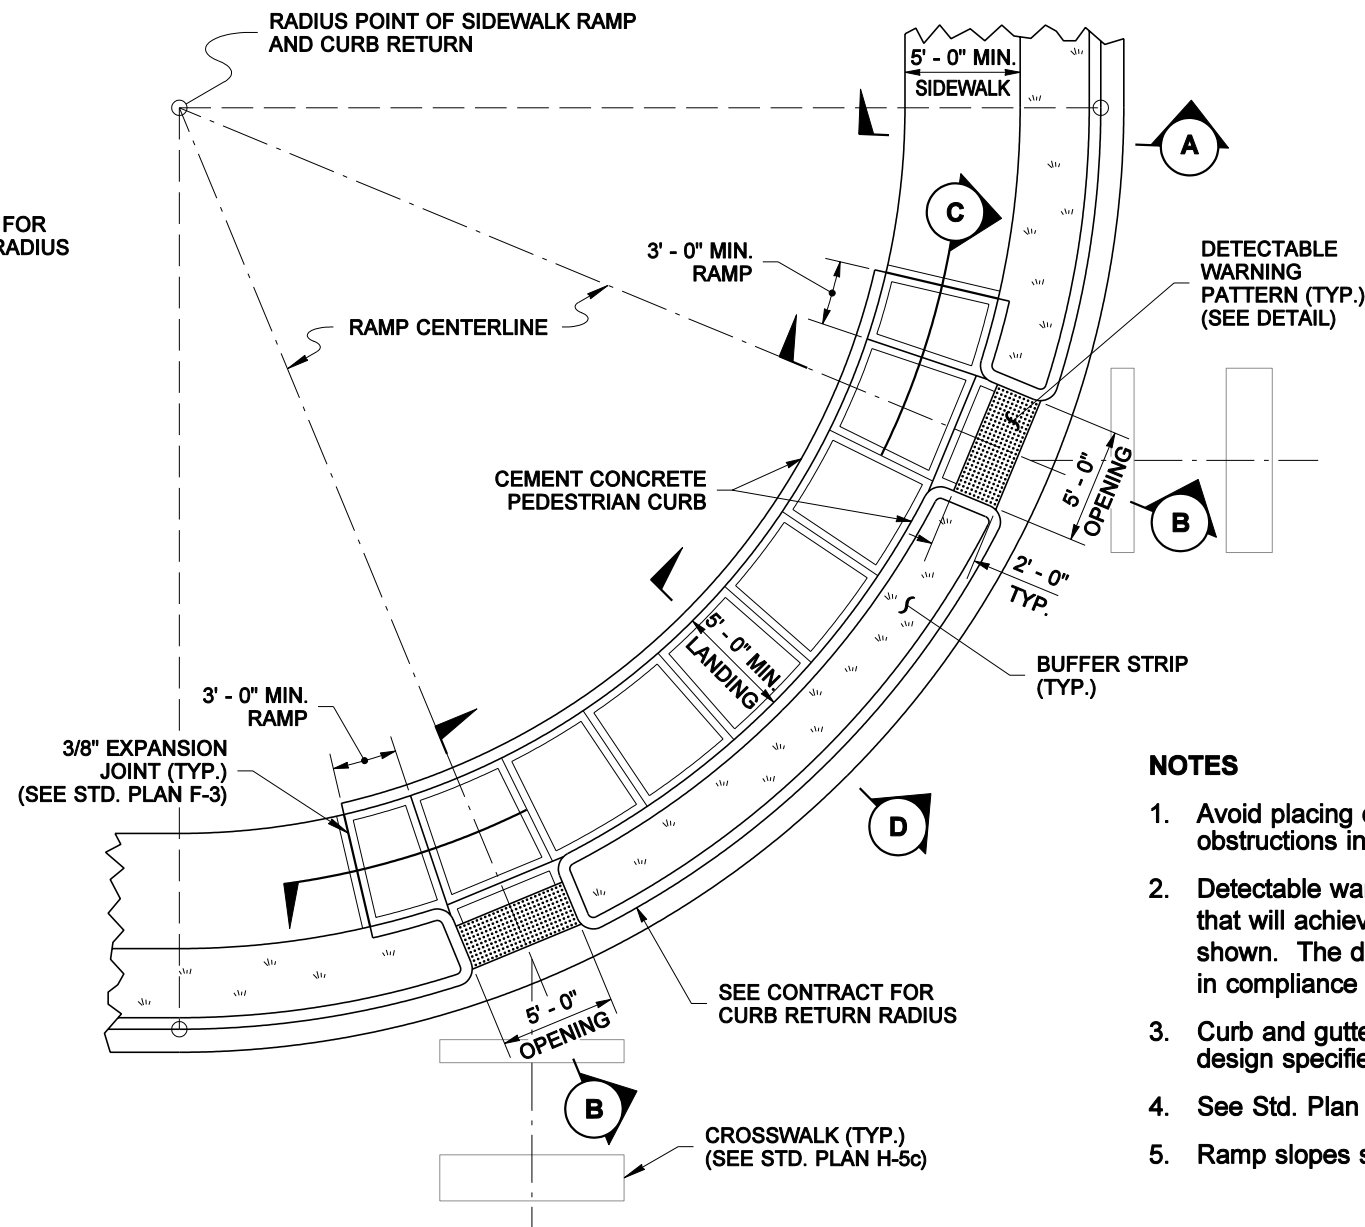 RADIUS POINT OF SIDEWALK RAMP
AND CURB RETURN
5' - 0" MIN.
SIDEWALK
A
C
FOR
RADIUS
3' - 0" MIN.
RAMP
DETECTABLE
WARNING
PATTERN (TYP.)
(SEE DETAIL)
RAMP CENTERLINE
CEMENT CONCRETE
PEDESTRIAN CURB
5' - 0"
OPENING
B
2' - 0"
TYP.
5' - 0" MIN.
LANDING
BUFFER STRIP
(TYP.)
3' - 0" MIN.
RAMP
3/8" EXPANSION
JOINT (TYP.)
(SEE STD. PLAN F-3)
D
SEE CONTRACT FOR
CURB RETURN RADIUS
5' - 0"
OPENING
B
CROSSWALK (TYP.)
(SEE STD. PLAN H-5c)
NOTES
1. Avoid placing
obstructions in
2. Detectable wa
that will achiev
shown. The d
in compliance
3. Curb and gutte
design specifie
4. See Std. Plan
5. Ramp slopes s